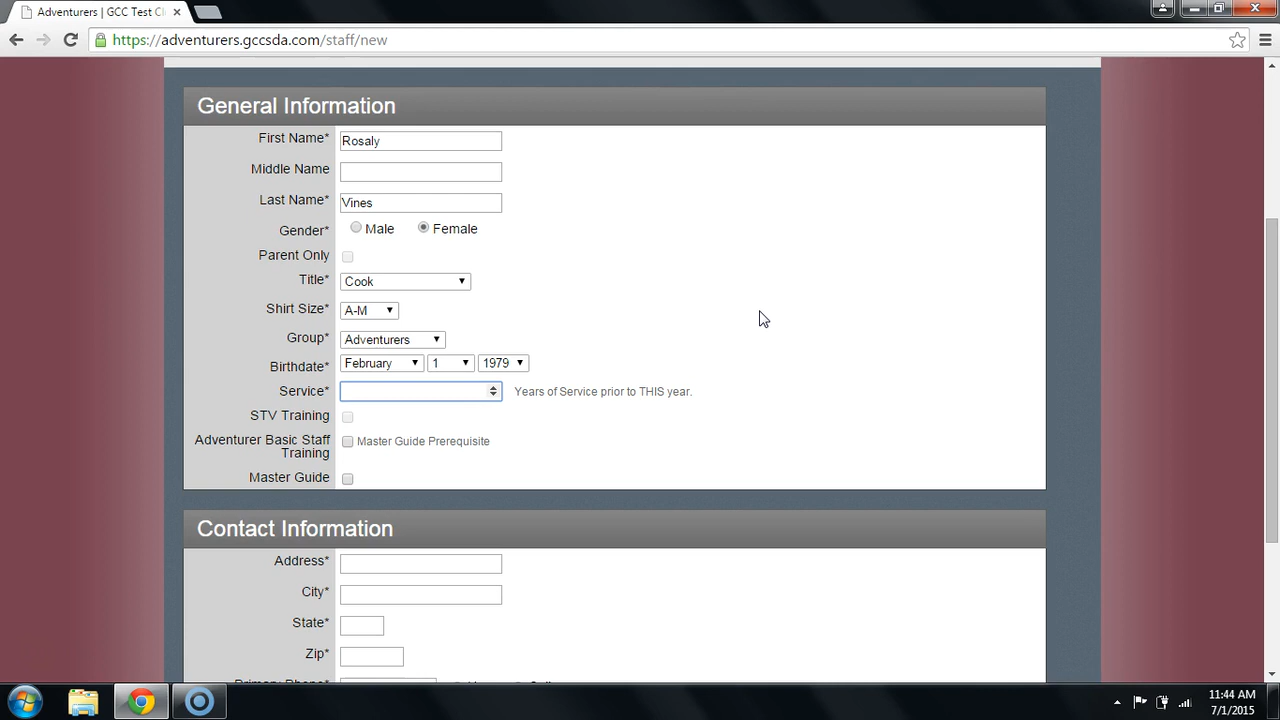 Adventurers | GCC Test Cl
https://adventurers.gccsda.com/staff/new
General Information
First Name* Rosaly
Middle Name
Last Name* Vines
Gender* Male Female
Parent Only
Title* Cook
Shirt Size* A-M
Group* Adventurers
Birthdate* February 1 1979
Service* Years of Service prior to THIS year.
STV Training
Adventurer Basic Staff Master Guide Prerequisite
Training
Master Guide
Contact Information
Address*
City*
State*
Zip*
11:44 AM
7/1/2015